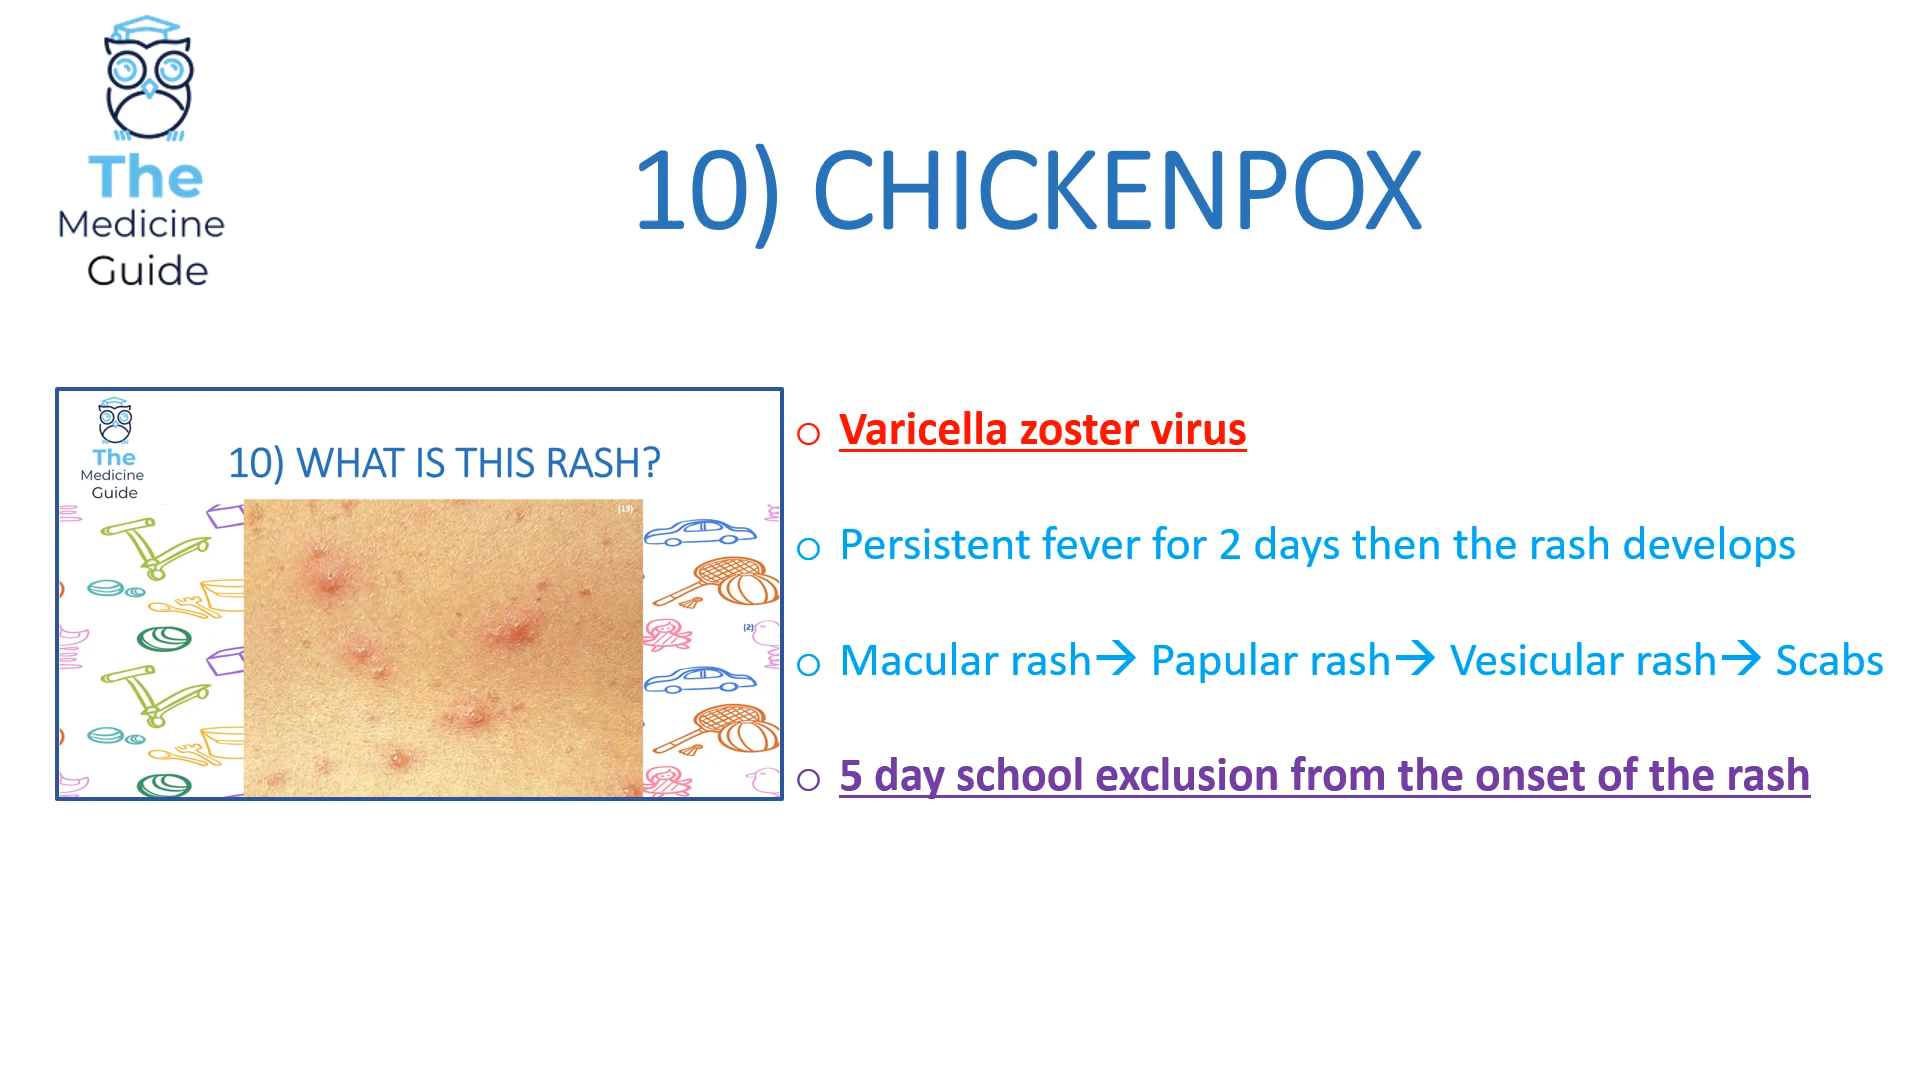 The
Medicine
Guide
10) CHICKENPOX
The
Medicine
Guide
10) WHAT IS THIS RASH?
(13)
(2)
Varicella zoster virus
Persistent fever for 2 days then the rash develops
Macular rash→ Papular rash→ Vesicular rash→ Scabs
5 day school exclusion from the onset of the rash